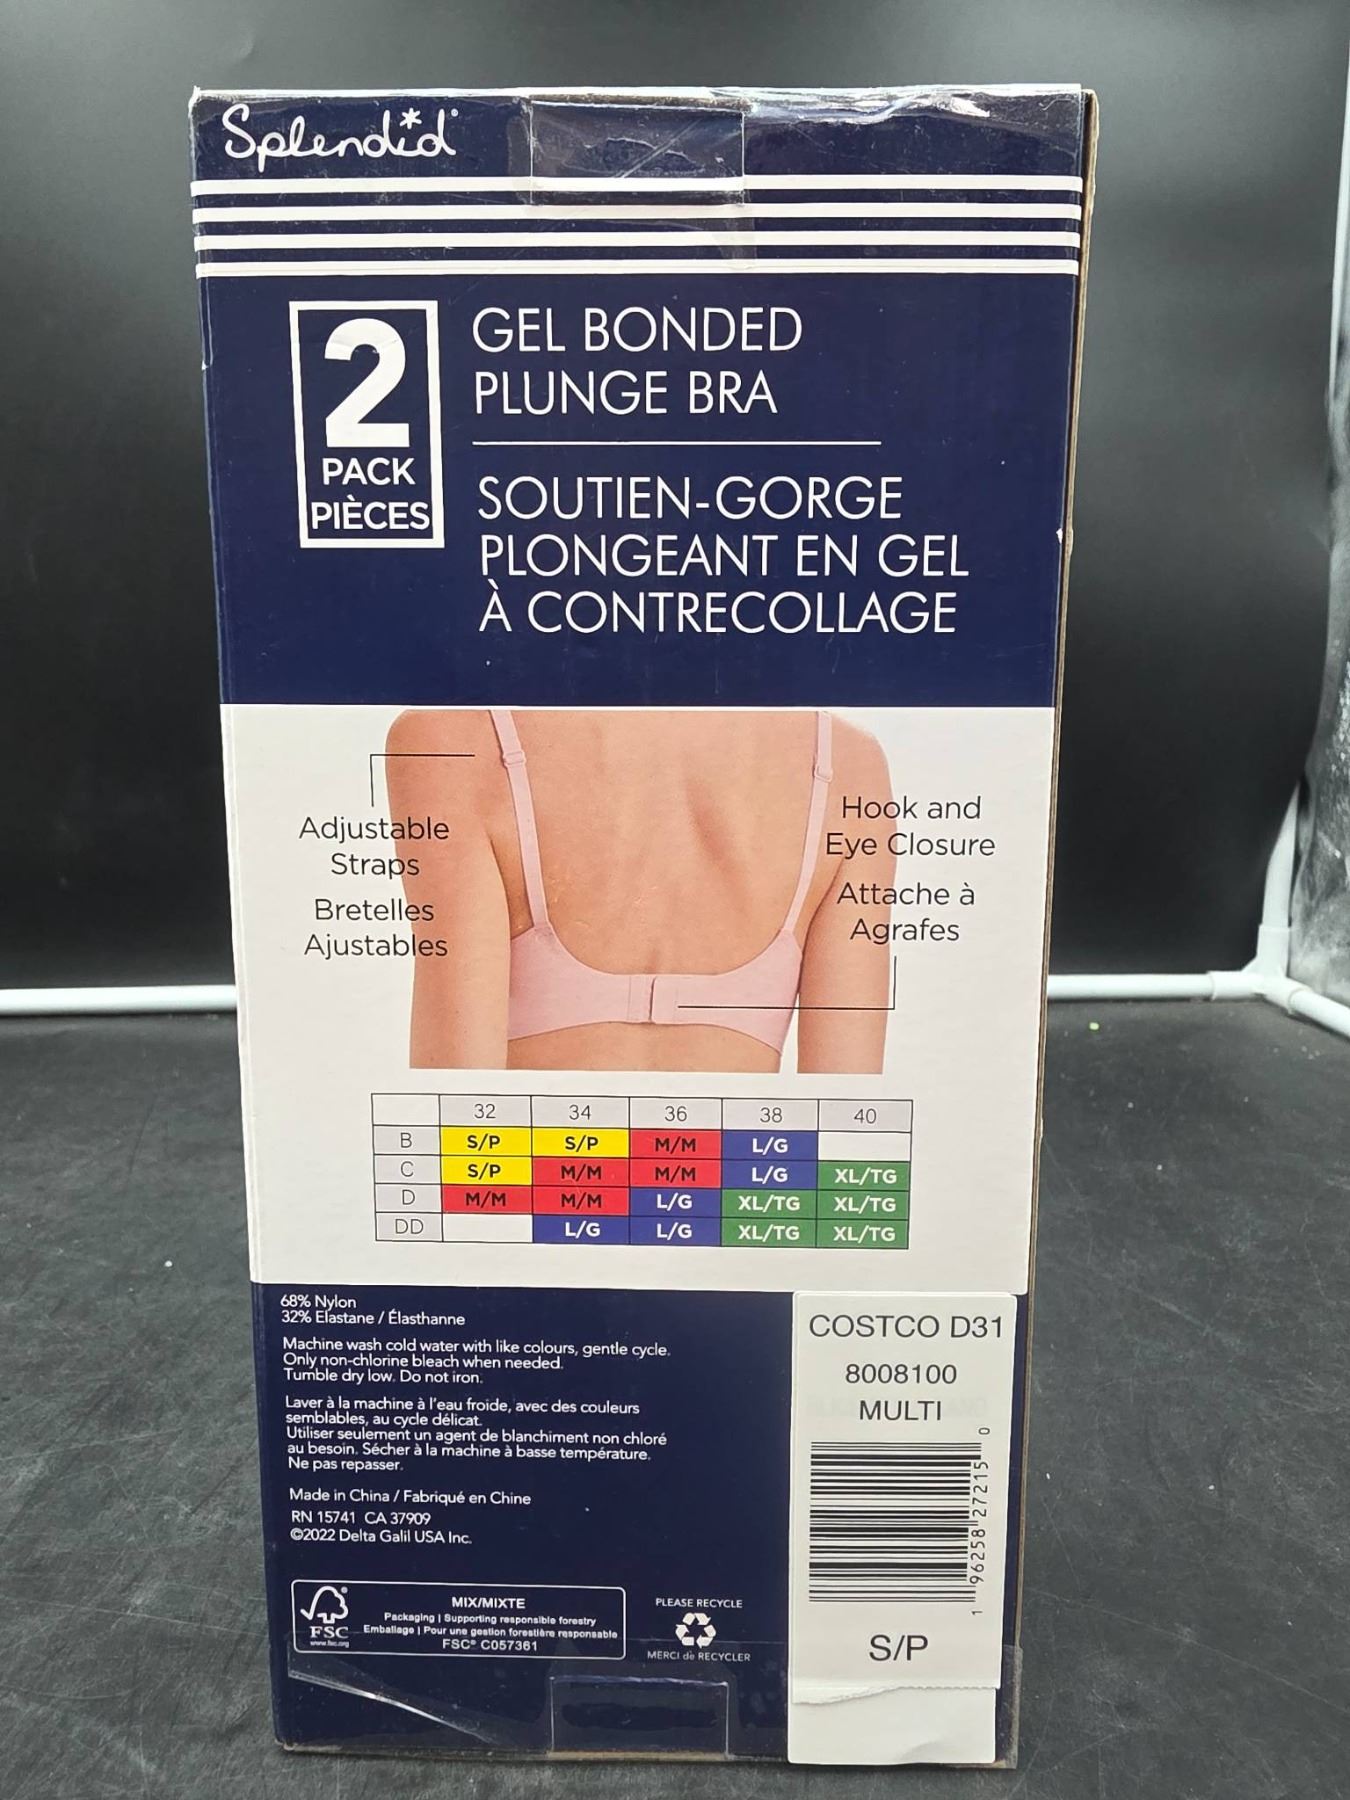 Splendid®
2
PACK
PIÈCES
GEL BONDED
PLUNGE BRA
SOUTIEN-GORGE
PLONGEANT EN GEL
À CONTRECOLLAGE
Adjustable
Straps
Bretelles
Ajustables
Hook and
Eye Closure
Attache à
Agrafes
32 34 36 38 40
B S/P S/P M/M L/G
C S/P M/M M/M L/G XL/TG
D M/M M/M L/G XL/TG XL/TG
DD L/G L/G XL/TG XL/TG
68% Nylon
32% Elastane / Élasthanne
Machine wash cold water with like colours, gentle cycle.
Only non-chlorine bleach when needed.
Tumble dry low. Do not iron.
Laver à la machine à l'eau froide, avec des couleurs
semblables, au cycle délicat.
Utiliser seulement un agent de blanchiment non chloré
au besoin. Sécher à la machine à basse température.
Ne pas repasser.
Made in China / Fabriqué en Chine
RN 15741 CA 37909
©2022 Delta Galil USA Inc.
FSC
www.fsc.org
MIX/MIXTE
Packaging | Supporting responsible forestry
Emballage | Pour une gestion forestière responsable
FSC® C057361
PLEASE RECYCLE
MERCI de RECYCLER
COSTCO D31
8008100
MULTI
1 96258 27215 0
S/P